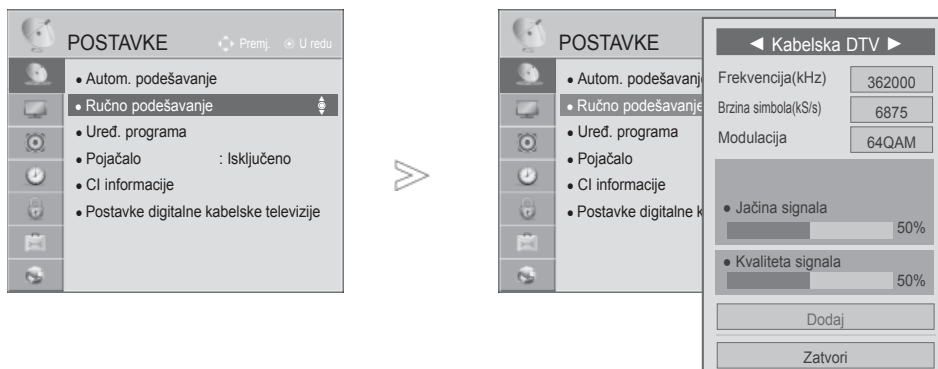 POSTAVKE
Premj. U redu
• Autom. podešavanje
• Ručno podešavanje
• Uređ. programa
• Pojačalo : Isključeno
• CI informacije
• Postavke digitalne kabelske televizije
POSTAVKE
• Autom. podešavanj
• Ručno podešavanje
• Uređ. programa
• Pojačalo
• CI informacije
• Postavke digitalne k
◄ Kabelska DTV ►
Frekvencija(kHz) 362000
Brzina simbola(kS/s) 6875
Modulacija 64QAM
• Jačina signala
50%
• Kvaliteta signala
50%
Dodaj
Zatvori